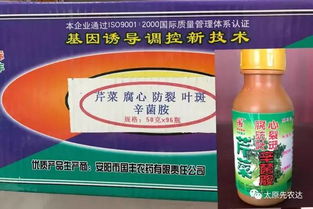 本企业通过ISO9001:2000国际质量管理体系认证
基因诱导调控新技术
芹菜 腐心 防裂 叶斑
辛菌胺
规格：50克×96瓶
优质产品生产商：安阳市国丰农药有限责任公司
芹菜
辛菌胺
太原先农达